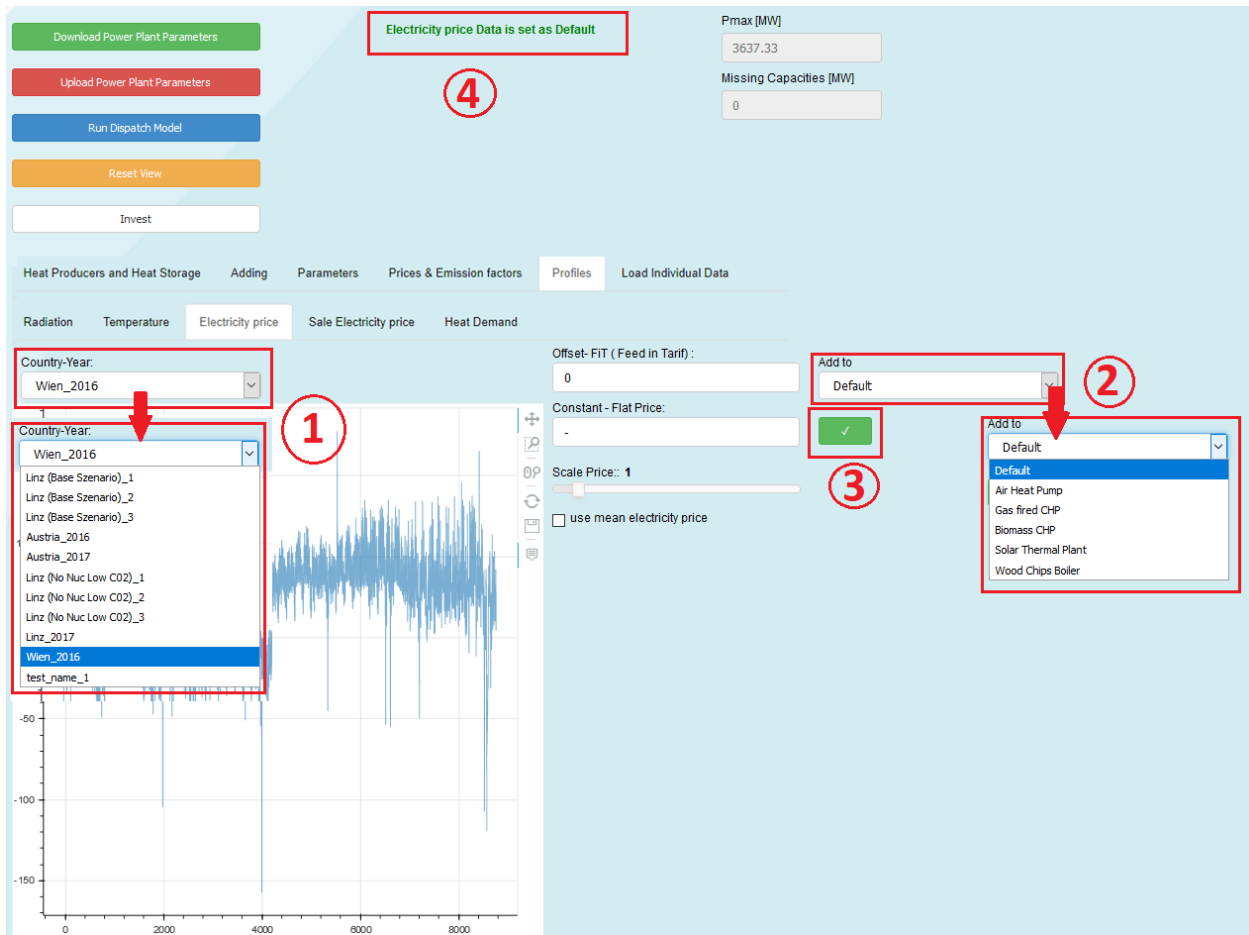 Download Power Plant Parameters
Upload Power Plant Parameters
Run Dispatch Model
Reset View
Invest
Electricity price Data is set as Default
4
Pmax [MW]
3637.33
Missing Capacities [MW]
0
Heat Producers and Heat Storage Adding Parameters Prices & Emission factors Profiles Load Individual Data
Radiation Temperature Electricity price Sale Electricity price Heat Demand
Country-Year:
Wien_2016
1
Country-Year:
Wien_2016
Linz (Base Szenario)_1
Linz (Base Szenario)_2
Linz (Base Szenario)_3
Austria_2016
Austria_2017
Linz (No Nuc Low C02)_1
Linz (No Nuc Low C02)_2
Linz (No Nuc Low C02)_3
Linz_2017
Wien_2016
test_name_1
-50
-100
-150
0 2000 4000 6000 8000
Offset- FiT ( Feed in Tarif) :
0
Constant - Flat Price:
-
Scale Price:: 1
use mean electricity price
Add to
Default
2
3
Add to
Default
Default
Air Heat Pump
Gas fired CHP
Biomass CHP
Solar Thermal Plant
Wood Chips Boiler